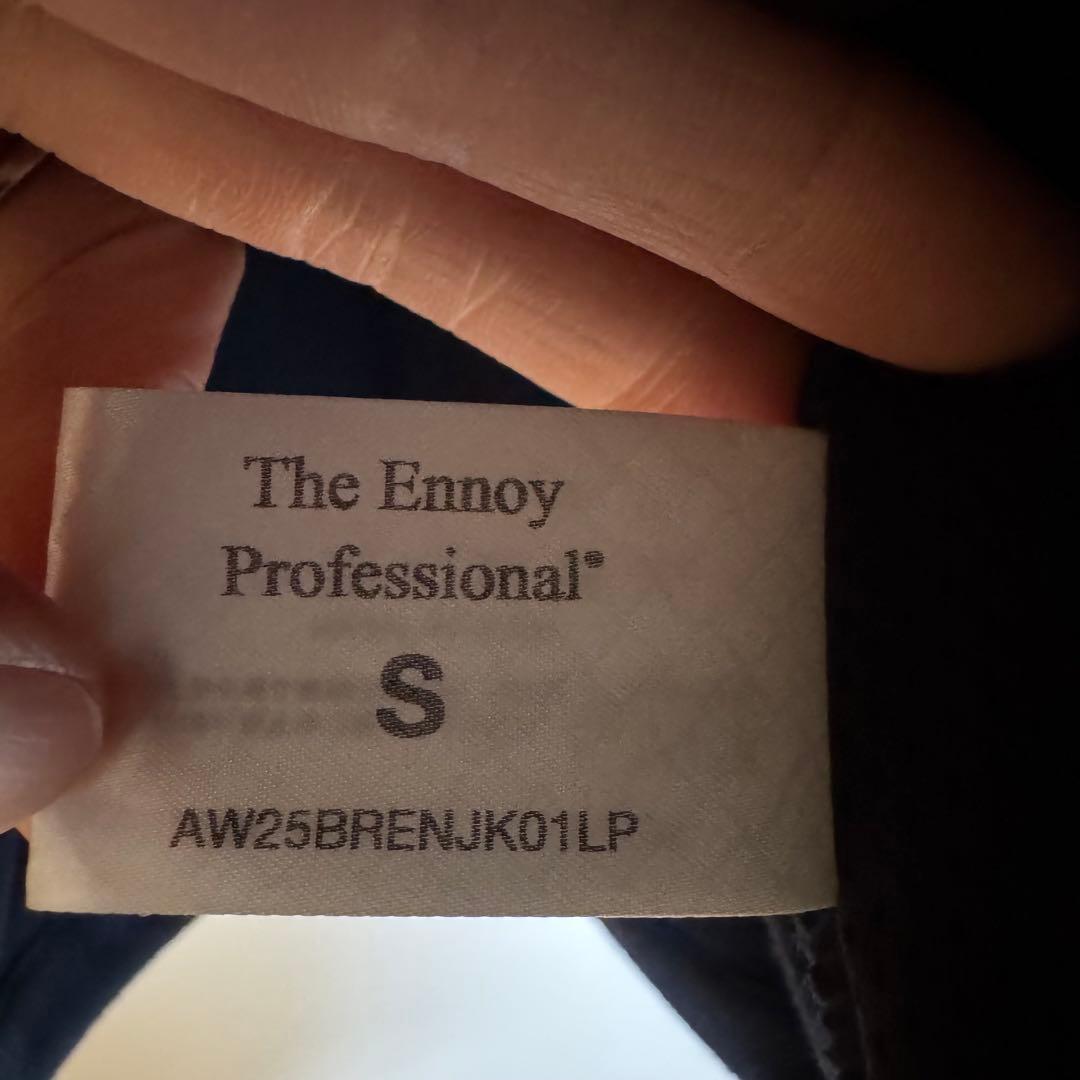 The Ennoy
Professional®
S
AW25BRENJK01LP